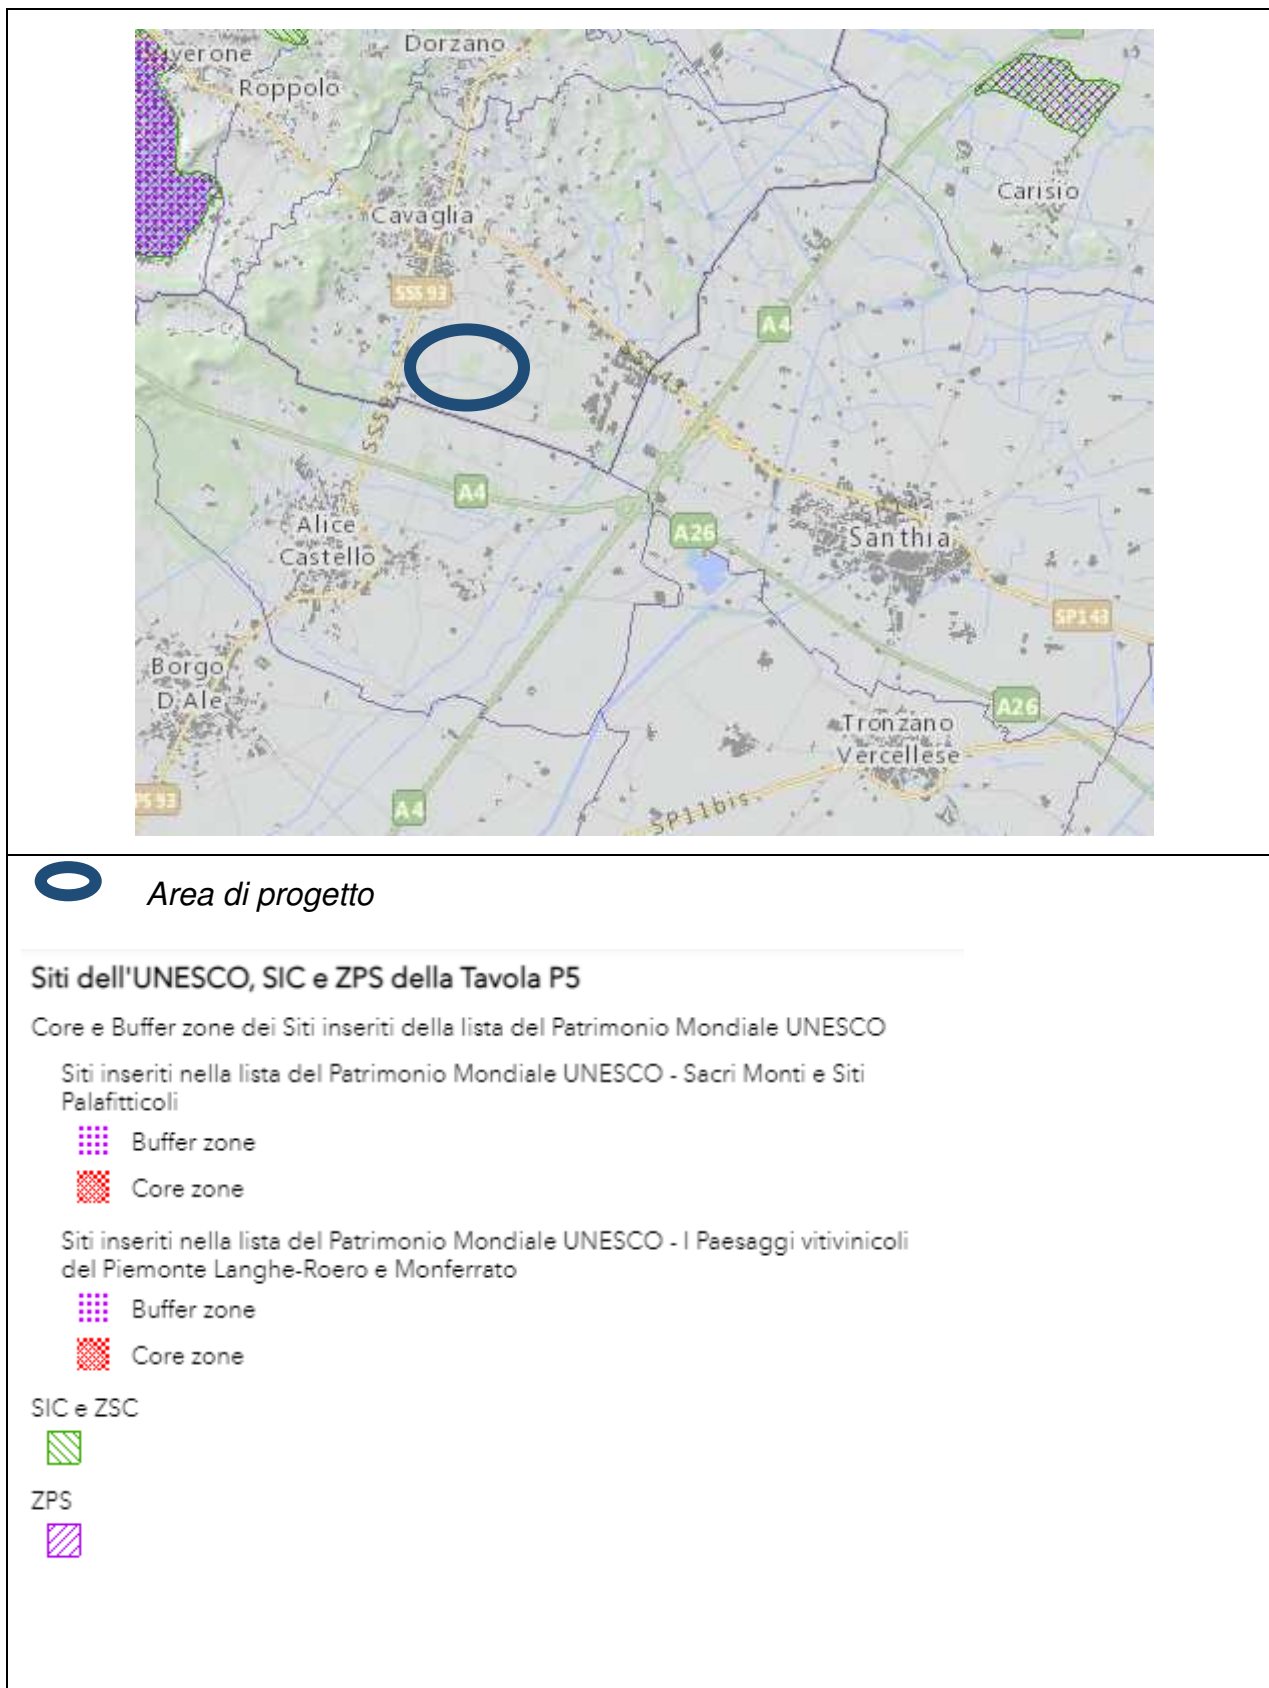 Dorzano
Roppolo
Cavaglia
Carisio
SSS 93
A4
A4
Alice
Castello
A26
Santhia
SP143
Borgo
D'Ale
A26
Tronzano
Vercellese
A4
SP11bis
Area di progetto
Siti dell'UNESCO, SIC e ZPS della Tavola P5
Core e Buffer zone dei Siti inseriti della lista del Patrimonio Mondiale UNESCO
Siti inseriti nella lista del Patrimonio Mondiale UNESCO - Sacri Monti e Siti
Palafitticoli
Buffer zone
Core zone
Siti inseriti nella lista del Patrimonio Mondiale UNESCO - I Paesaggi vitivinicoli
del Piemonte Langhe-Roero e Monferrato
Buffer zone
Core zone
SIC e ZSC
ZPS